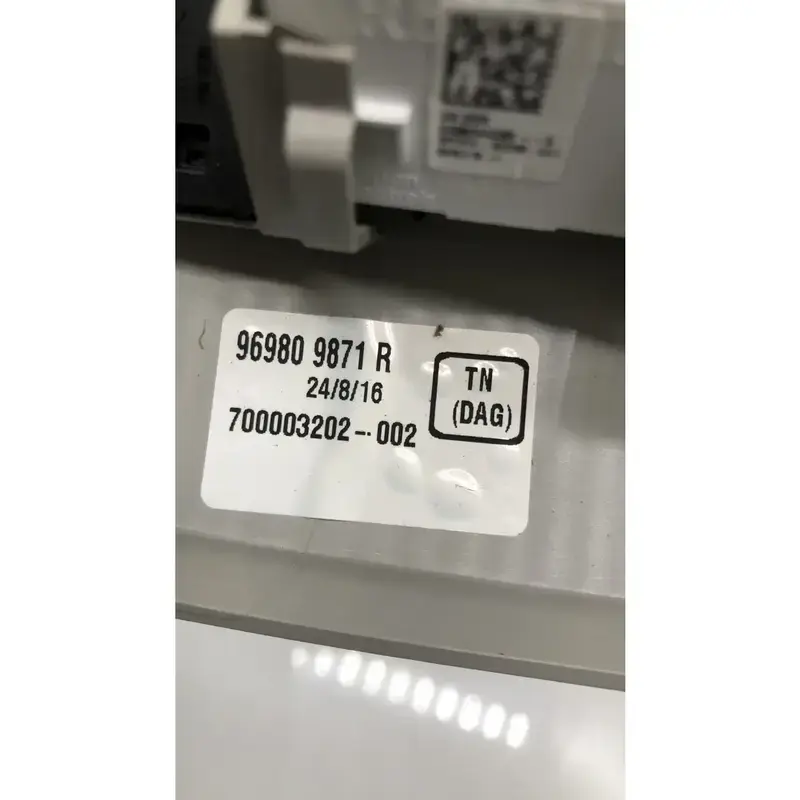 96980 9871 R
24/8/16
700003202-002
TN
(DAG)